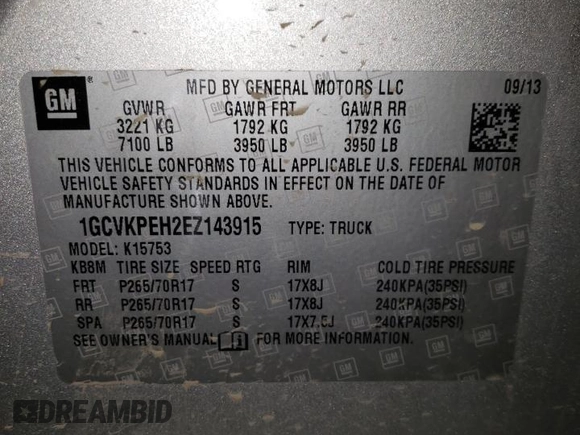 GM
®
MFD BY GENERAL MOTORS LLC 09/13
GVWR GAWR FRT GAWR RR
3221 KG 1792 KG 1792 KG
7100 LB 3950 LB 3950 LB
THIS VEHICLE CONFORMS TO ALL APPLICABLE U.S. FEDERAL MOTOR
VEHICLE SAFETY STANDARDS IN EFFECT ON THE DATE OF
MANUFACTURE SHOWN ABOVE.
1GCVKPEH2EZ143915 TYPE: TRUCK
MODEL: K15753
KB8M TIRE SIZE SPEED RTG RIM COLD TIRE PRESSURE
FRT P265/70R17 S 17X8J 240KPA(35PSI)
RR P265/70R17 S 17X8J 240KPA(35PSI)
SPA P265/70R17 S 17X7.5J 240KPA(35PSI)
SEE OWNER'S MANUAL FOR MORE INFORMATION.
DREAMBID